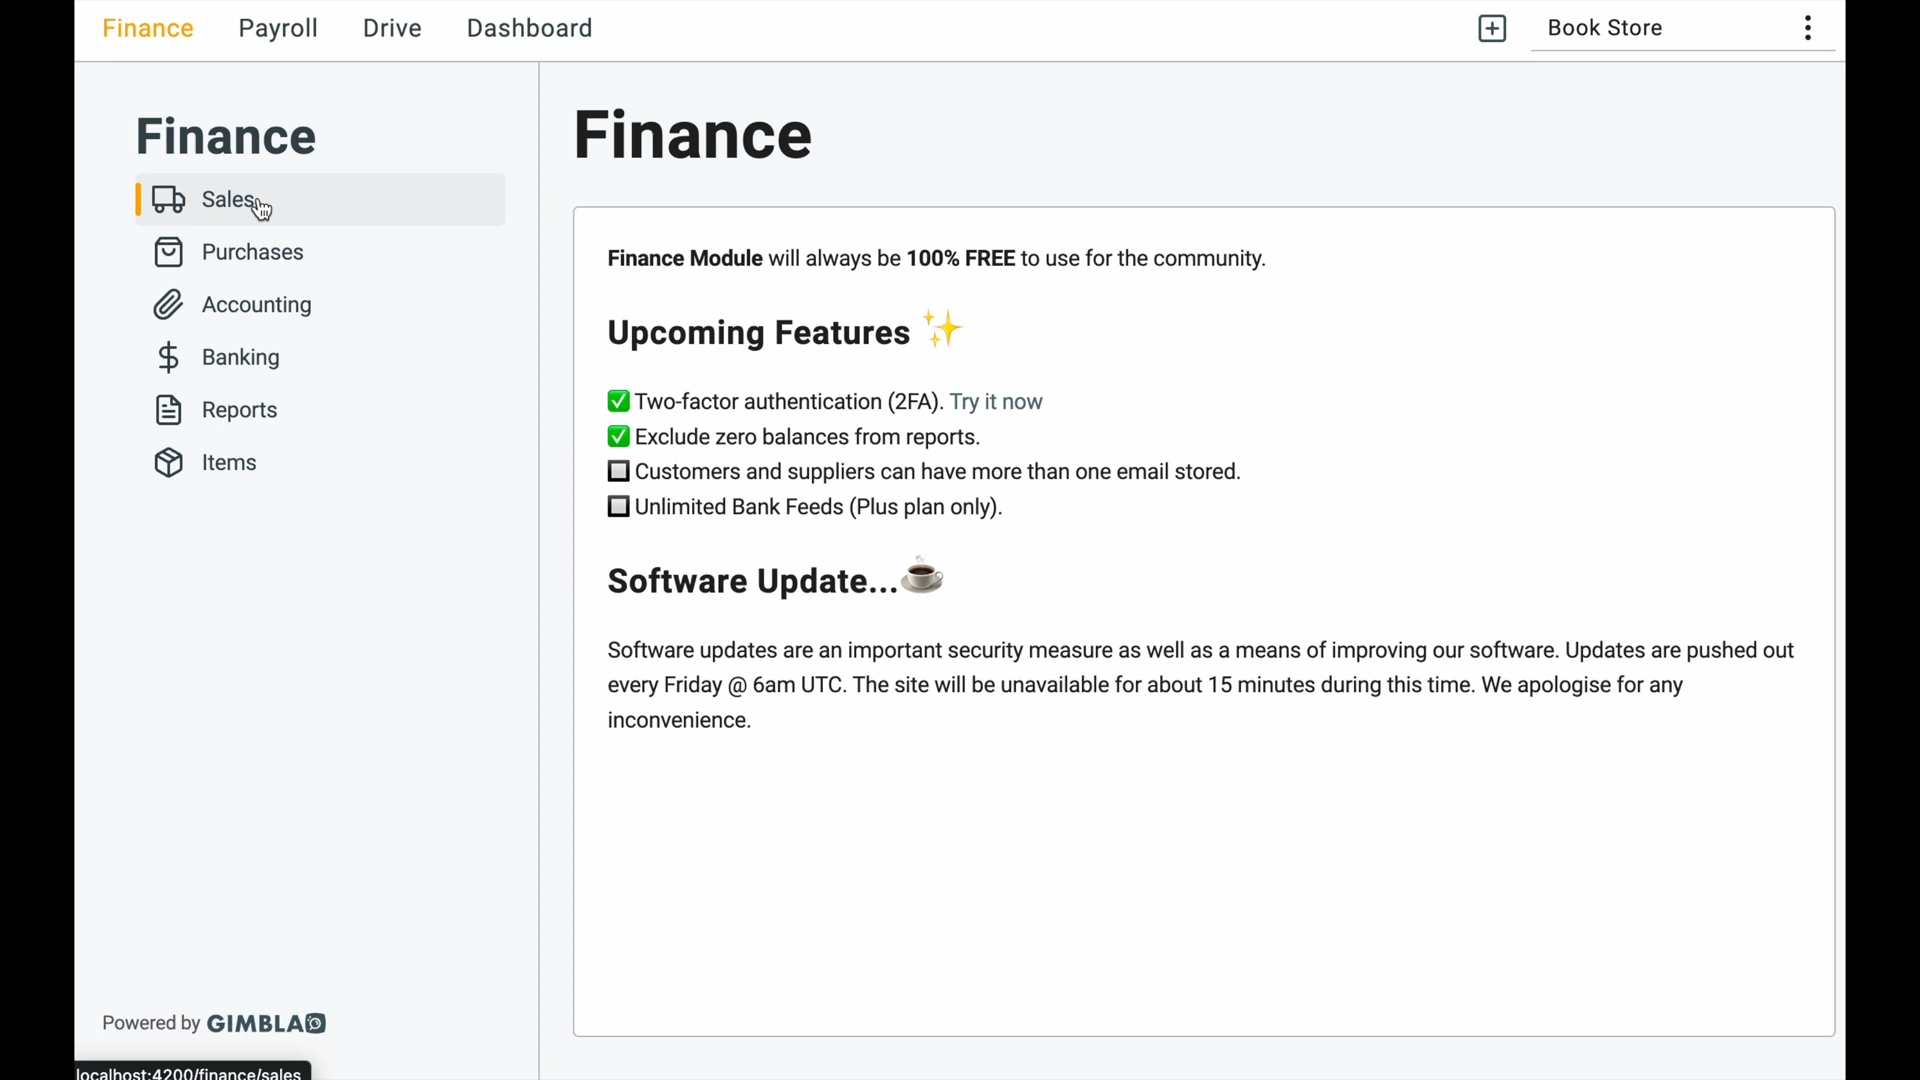 Finance Payroll Drive Dashboard Book Store
Finance
Sales
Purchases
Accounting
Banking
Reports
Items
Powered by GIMBLA
localhost:4200/finance/sales
Finance
Finance Module will always be 100% FREE to use for the community.
Upcoming Features ✨
✅ Two-factor authentication (2FA). Try it now
✅ Exclude zero balances from reports.
🔲 Customers and suppliers can have more than one email stored.
🔲 Unlimited Bank Feeds (Plus plan only).
Software Update...☕
Software updates are an important security measure as well as a means of improving our software. Updates are pushed out
every Friday @ 6am UTC. The site will be unavailable for about 15 minutes during this time. We apologise for any
inconvenience.